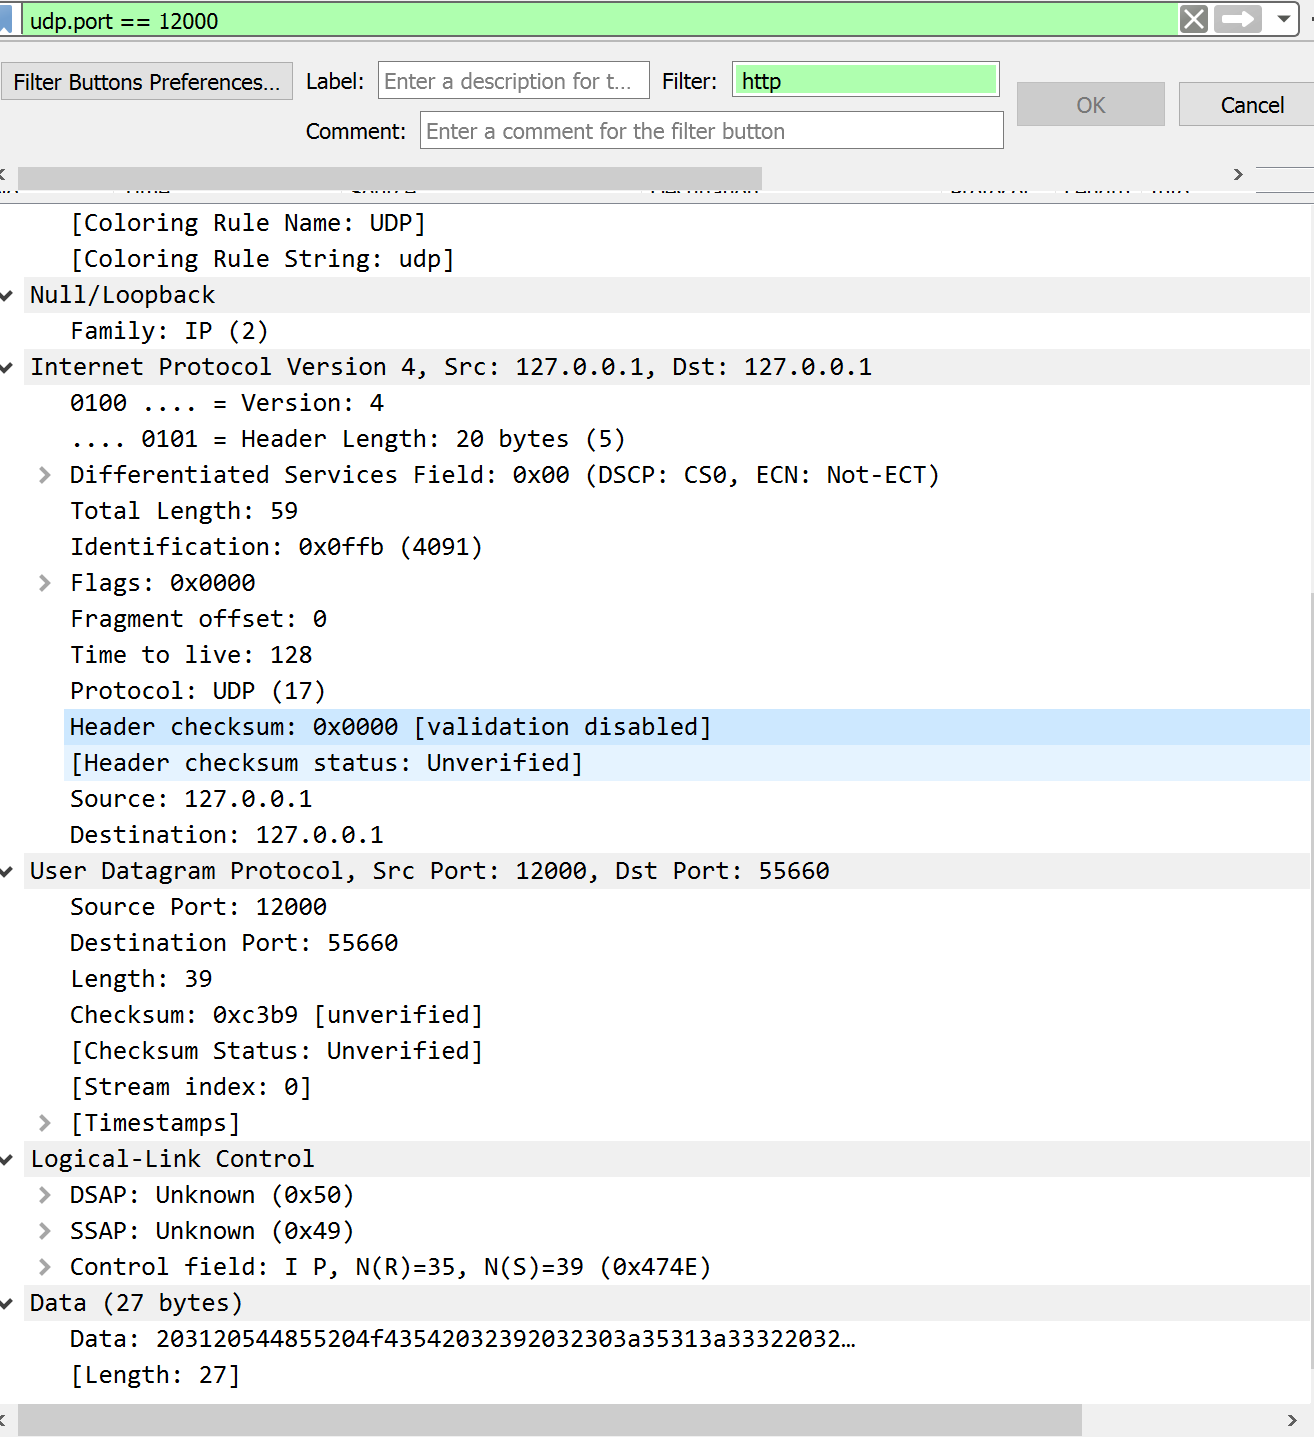 udp.port == 12000
Filter Buttons Preferences... Label: Enter a description for t... Filter: http
OK Cancel
Comment: Enter a comment for the filter button
[Coloring Rule Name: UDP]
[Coloring Rule String: udp]
Null/Loopback
Family: IP (2)
Internet Protocol Version 4, Src: 127.0.0.1, Dst: 127.0.0.1
0100 .... = Version: 4
.... 0101 = Header Length: 20 bytes (5)
Differentiated Services Field: 0x00 (DSCP: CS0, ECN: Not-ECT)
Total Length: 59
Identification: 0x0ffb (4091)
Flags: 0x0000
Fragment offset: 0
Time to live: 128
Protocol: UDP (17)
Header checksum: 0x0000 [validation disabled]
[Header checksum status: Unverified]
Source: 127.0.0.1
Destination: 127.0.0.1
User Datagram Protocol, Src Port: 12000, Dst Port: 55660
Source Port: 12000
Destination Port: 55660
Length: 39
Checksum: 0xc3b9 [unverified]
[Checksum Status: Unverified]
[Stream index: 0]
[Timestamps]
Logical-Link Control
DSAP: Unknown (0x50)
SSAP: Unknown (0x49)
Control field: I P, N(R)=35, N(S)=39 (0x474E)
Data (27 bytes)
Data: 203120544855204f43542032392032303a35313a33322032…
[Length: 27]